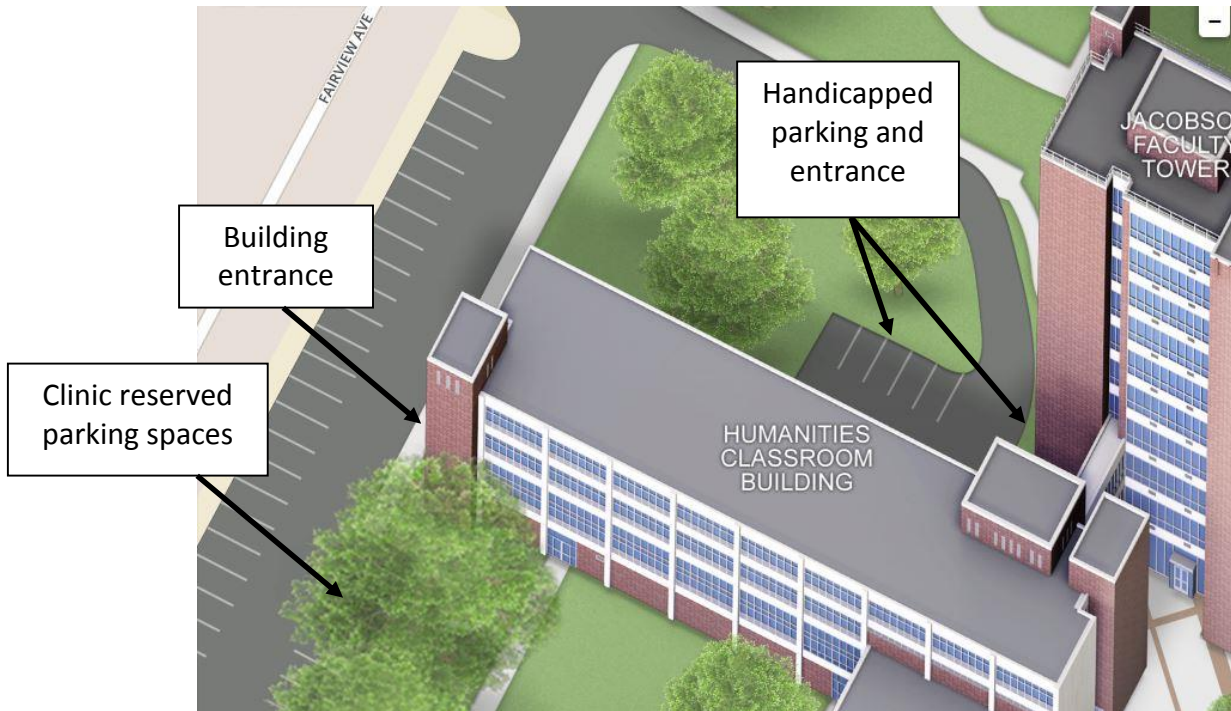 FAIRVIEW AVE
Handicapped
parking and
entrance
Building
entrance
Clinic reserved
parking spaces
HUMANITIES
CLASSROOM
BUILDING
JACOBSO
FACULTY
TOWER